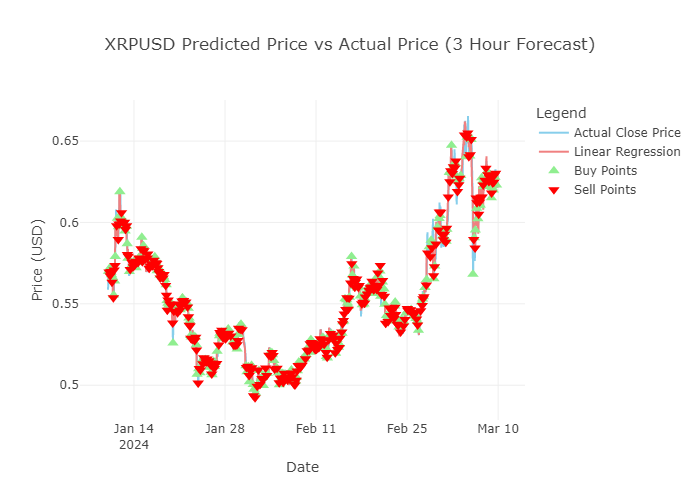 XRPUSD Predicted Price vs Actual Price (3 Hour Forecast)
Legend
Actual Close Price
Linear Regression
Buy Points
Sell Points
Price (USD)
0.65
0.6
0.55
0.5
Jan 14
2024
Jan 28
Feb 11
Feb 25
Mar 10
Date